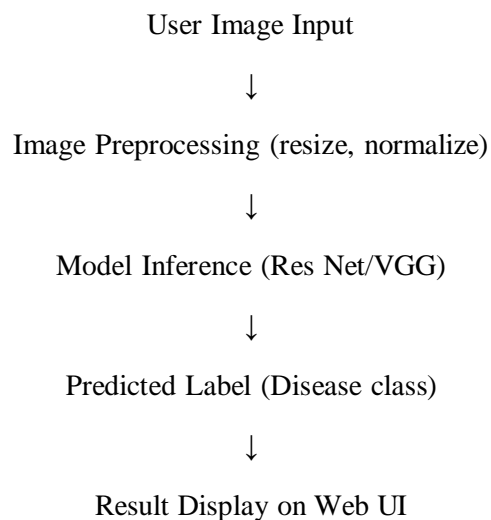 User Image Input
↓
Image Preprocessing (resize, normalize)
↓
Model Inference (Res Net/VGG)
↓
Predicted Label (Disease class)
↓
Result Display on Web UI